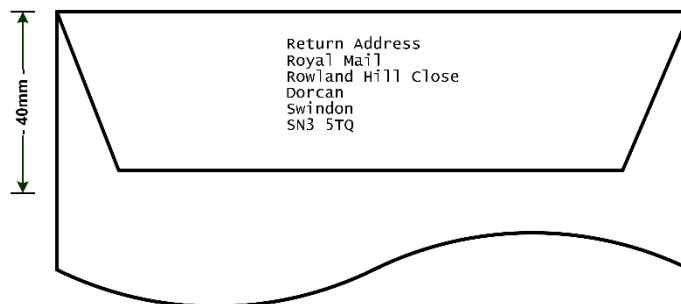 Return Address
Royal Mail
Rowland Hill Close
Dorcan
Swindon
SN3 5TQ
40mm